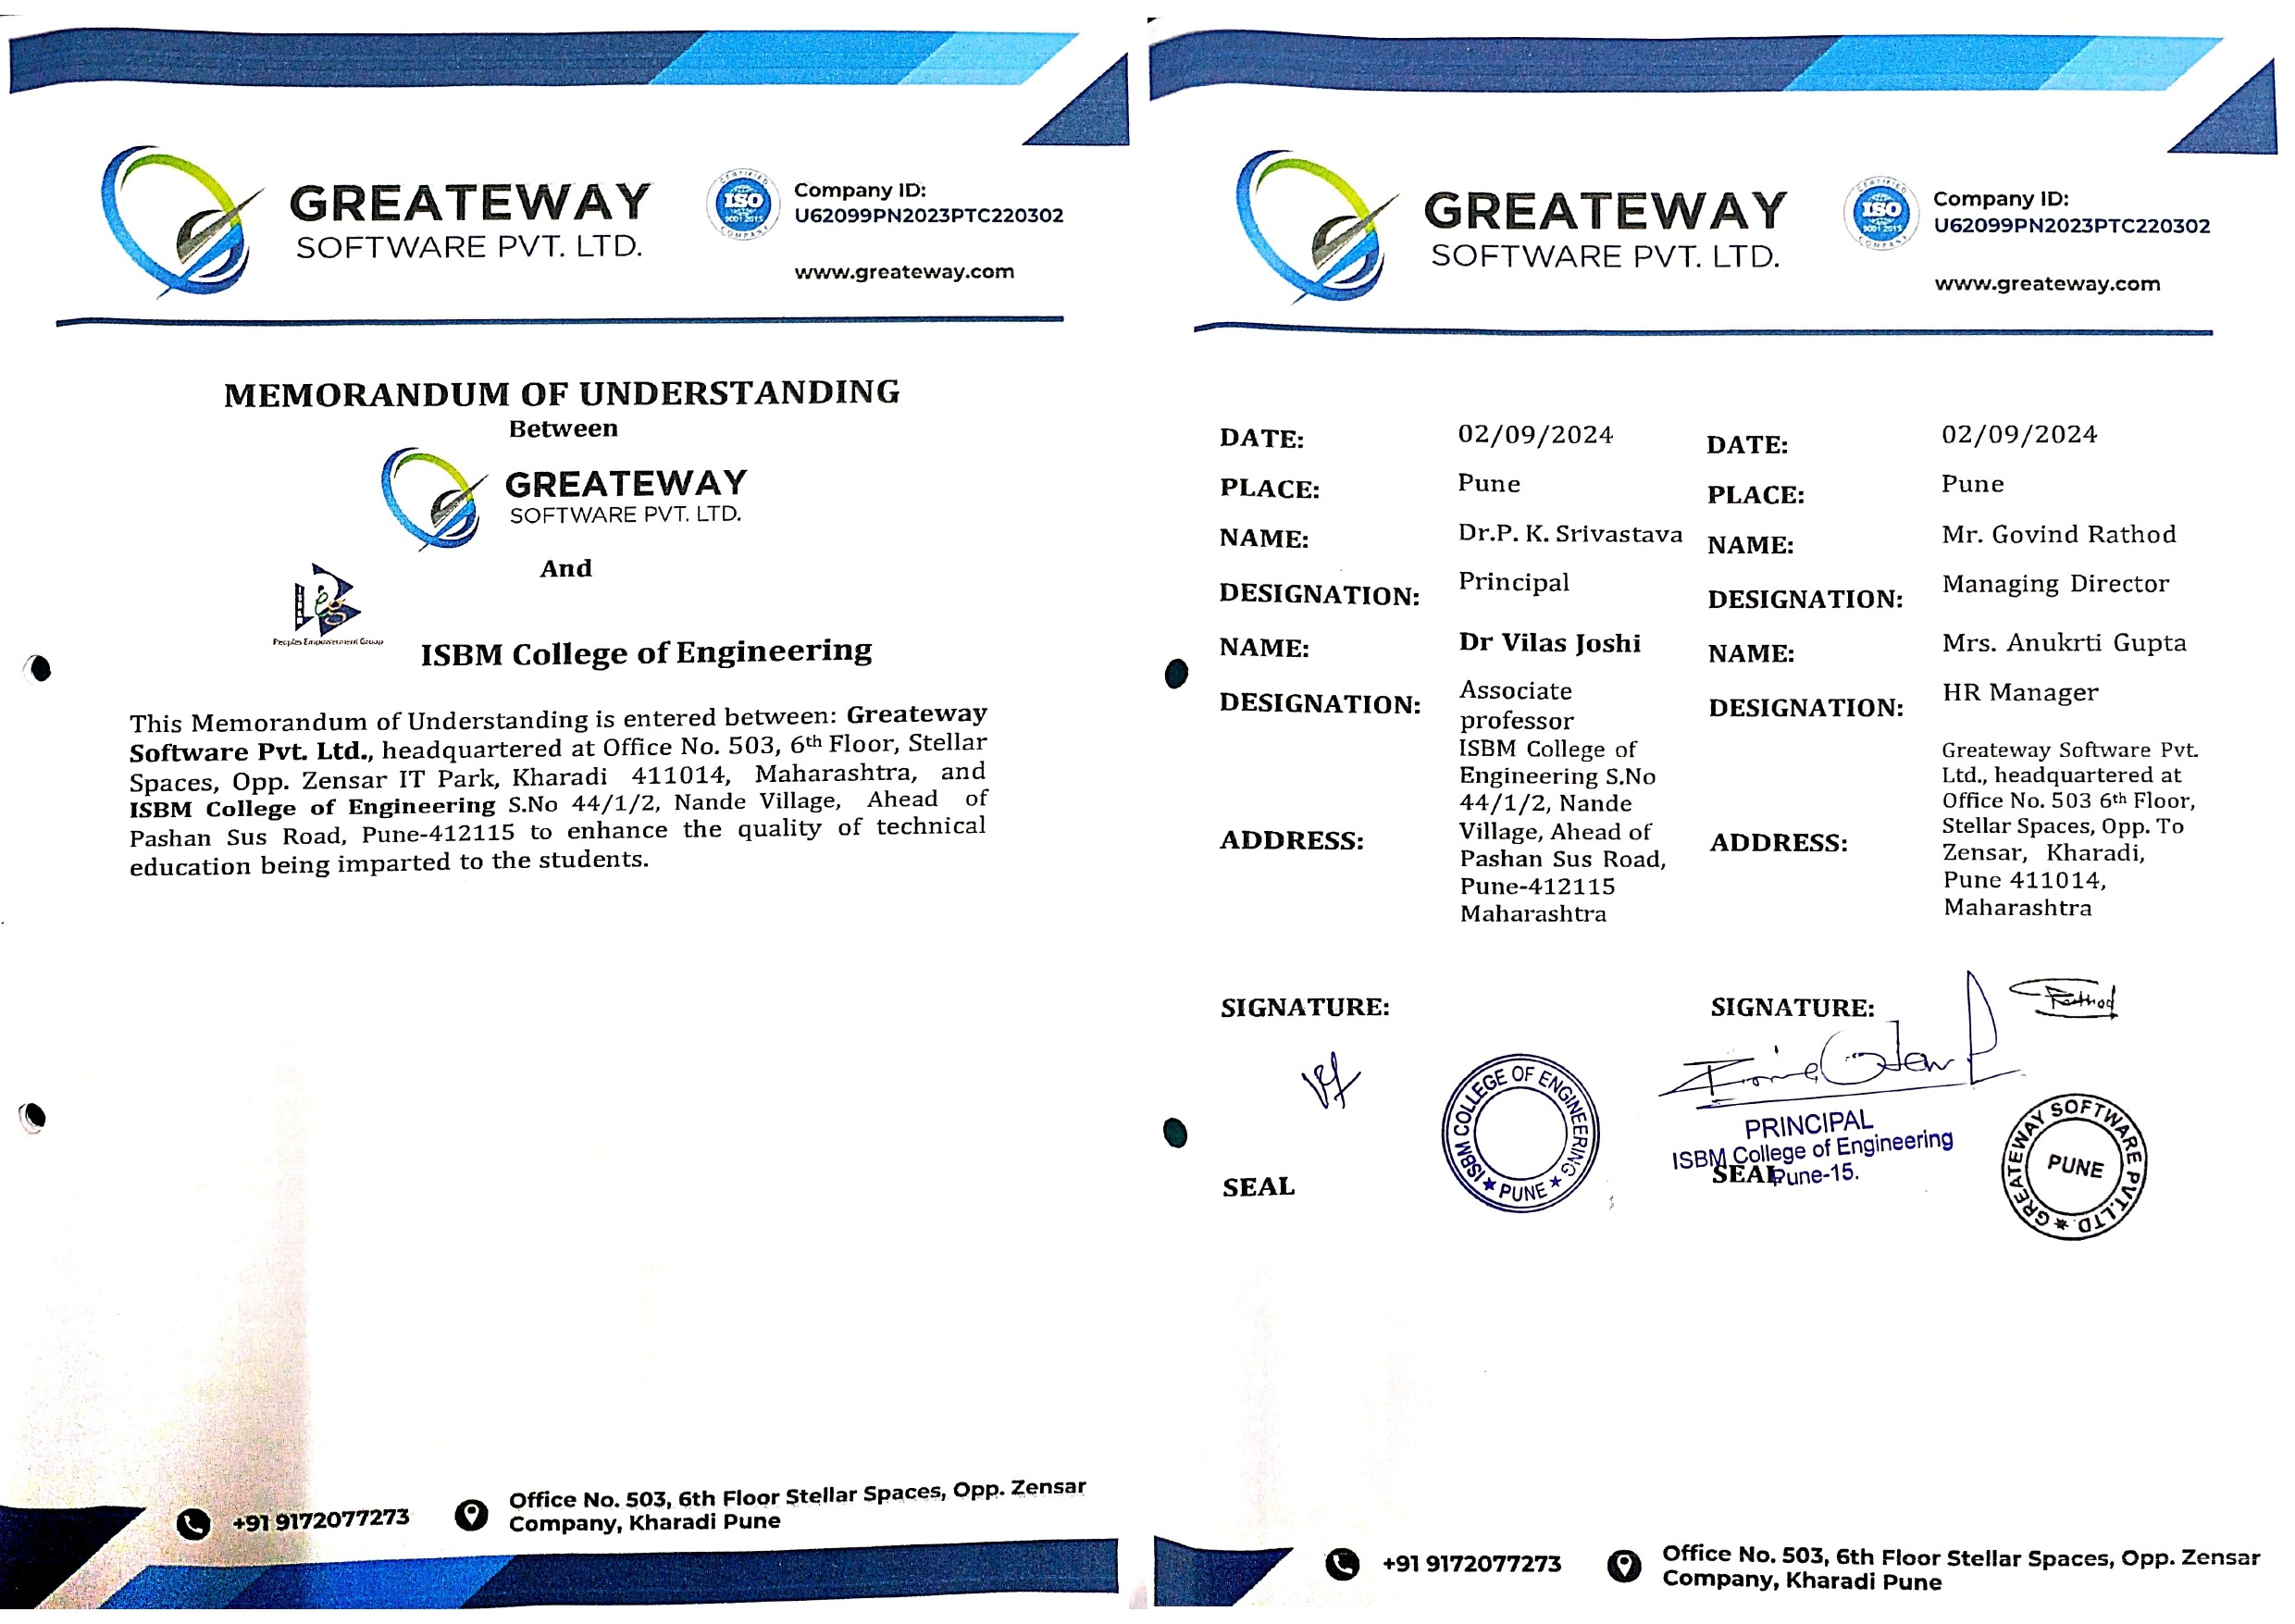 GREATEWAY
SOFTWARE PVT. LTD.
CERTIFIED
ISO
9001:2015
COMPANY
Company ID:
U62099PN2023PTC220302
www.greateway.com
MEMORANDUM OF UNDERSTANDING
Between
GREATEWAY
SOFTWARE PVT. LTD.
And
Peg
Peoples Empowerment Group
ISBM College of Engineering
This Memorandum of Understanding is entered between: Greateway
Software Pvt. Ltd., headquartered at Office No. 503, 6th Floor, Stellar
Spaces, Opp. Zensar IT Park, Kharadi 411014, Maharashtra, and
ISBM College of Engineering S.No 44/1/2, Nande Village, Ahead of
Pashan Sus Road, Pune-412115 to enhance the quality of technical
education being imparted to the students.
+91 9172077273
Office No. 503, 6th Floor Stellar Spaces, Opp. Zensar
Company, Kharadi Pune
GREATEWAY
SOFTWARE PVT. LTD.
CERTIFIED
ISO
9001:2015
COMPANY
Company ID:
U62099PN2023PTC220302
www.greateway.com
DATE: 02/09/2024 DATE: 02/09/2024
PLACE: Pune PLACE: Pune
NAME: Dr.P. K. Srivastava NAME: Mr. Govind Rathod
DESIGNATION: Principal DESIGNATION: Managing Director
NAME: Dr Vilas Joshi NAME: Mrs. Anukrti Gupta
DESIGNATION: Associate professor DESIGNATION: HR Manager
ADDRESS:
ISBM College of
Engineering S.No
44/1/2, Nande
Village, Ahead of
Pashan Sus Road,
Pune-412115
Maharashtra
ADDRESS:
Greateway Software Pvt.
Ltd., headquartered at
Office No. 503 6th Floor,
Stellar Spaces, Opp. To
Zensar, Kharadi,
Pune 411014,
Maharashtra
SIGNATURE: SIGNATURE:
Rathod
ISBM COLLEGE OF ENGINEERING
★ PUNE ★
PRINCIPAL
ISBM College of Engineering
Pune-15.
SEAL SEAL
GREATEWAY SOFTWARE PVT.LTD.
PUNE
+91 9172077273
Office No. 503, 6th Floor Stellar Spaces, Opp. Zensar
Company, Kharadi Pune